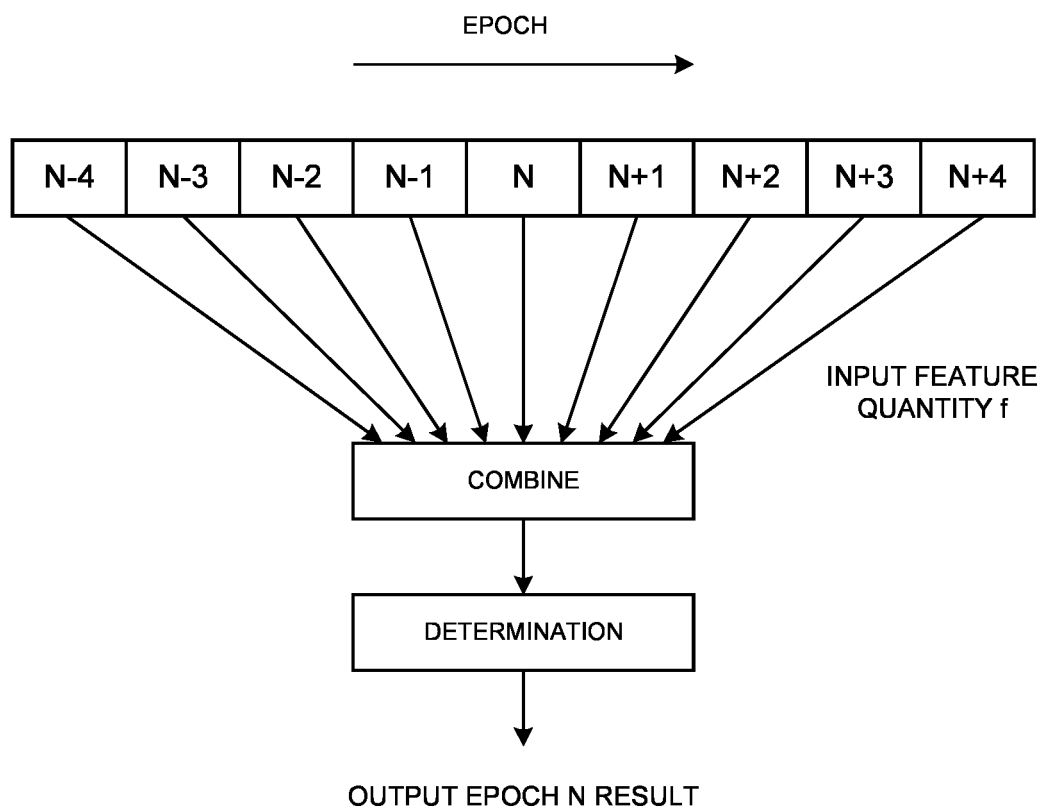 EPOCH
N-4 N-3 N-2 N-1 N N+1 N+2 N+3 N+4
INPUT FEATURE
QUANTITY f
COMBINE
DETERMINATION
OUTPUT EPOCH N RESULT